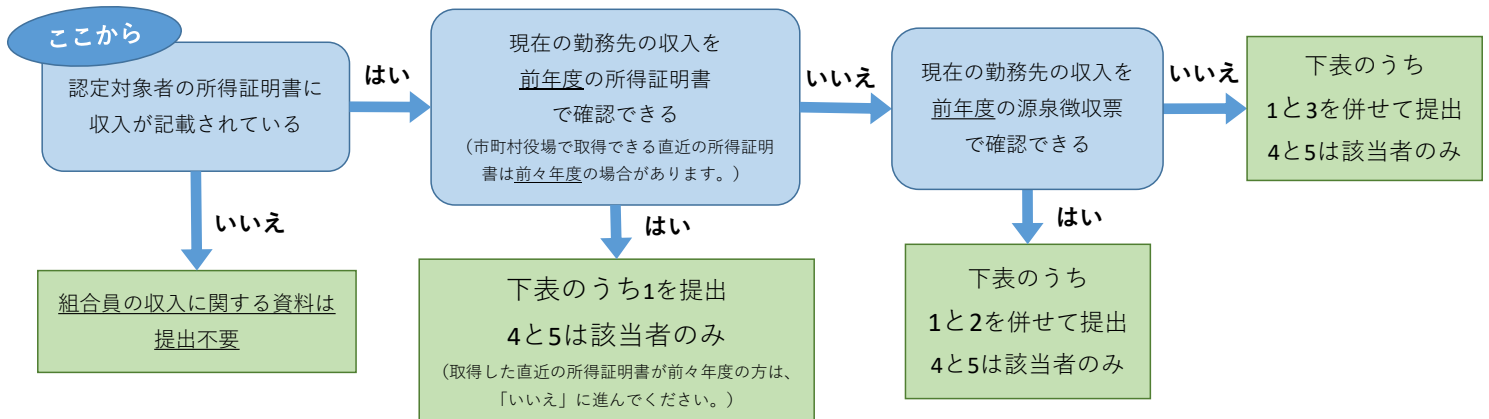 ここから
認定対象者の所得証明書に
収入が記載されている
はい
いいえ
組合員の収入に関する資料は
提出不要
現在の勤務先の収入を
前年度の所得証明書
で確認できる
（市町村役場で取得できる直近の所得証明
書は前々年度の場合があります。）
いいえ
はい
下表のうち1を提出
4と5は該当者のみ
（取得した直近の所得証明書が前々年度の方は、
「いいえ」に進んでください。）
現在の勤務先の収入を
前年度の源泉徴収票
で確認できる
いいえ
はい
下表のうち
1と2を併せて提出
4と5は該当者のみ
下表のうち
1と3を併せて提出
4と5は該当者のみ